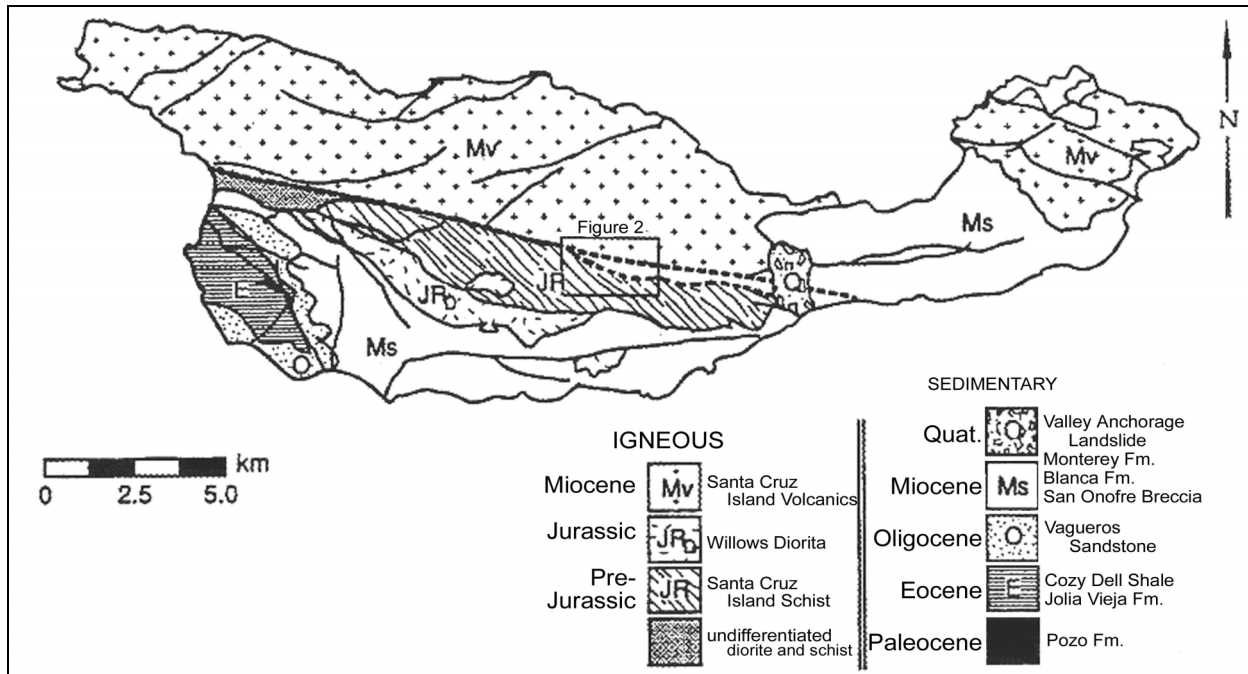 N
Mv
Mv
Figure 2
Ms
E
JR
O
JRD
Ms
O
km
0 2.5 5.0
IGNEOUS
Miocene Mv Santa Cruz
Island Volcanics
Jurassic JRD Willows Diorita
Pre-
Jurassic JR Santa Cruz
Island Schist
undifferentiated
diorite and schist
SEDIMENTARY
Quat. O Valley Anchorage
Landslide
Miocene Ms Monterey Fm.
Blanca Fm.
San Onofre Breccia
Oligocene O Vagueros
Sandstone
Eocene E Cozy Dell Shale
Jolia Vieja Fm.
Paleocene Pozo Fm.